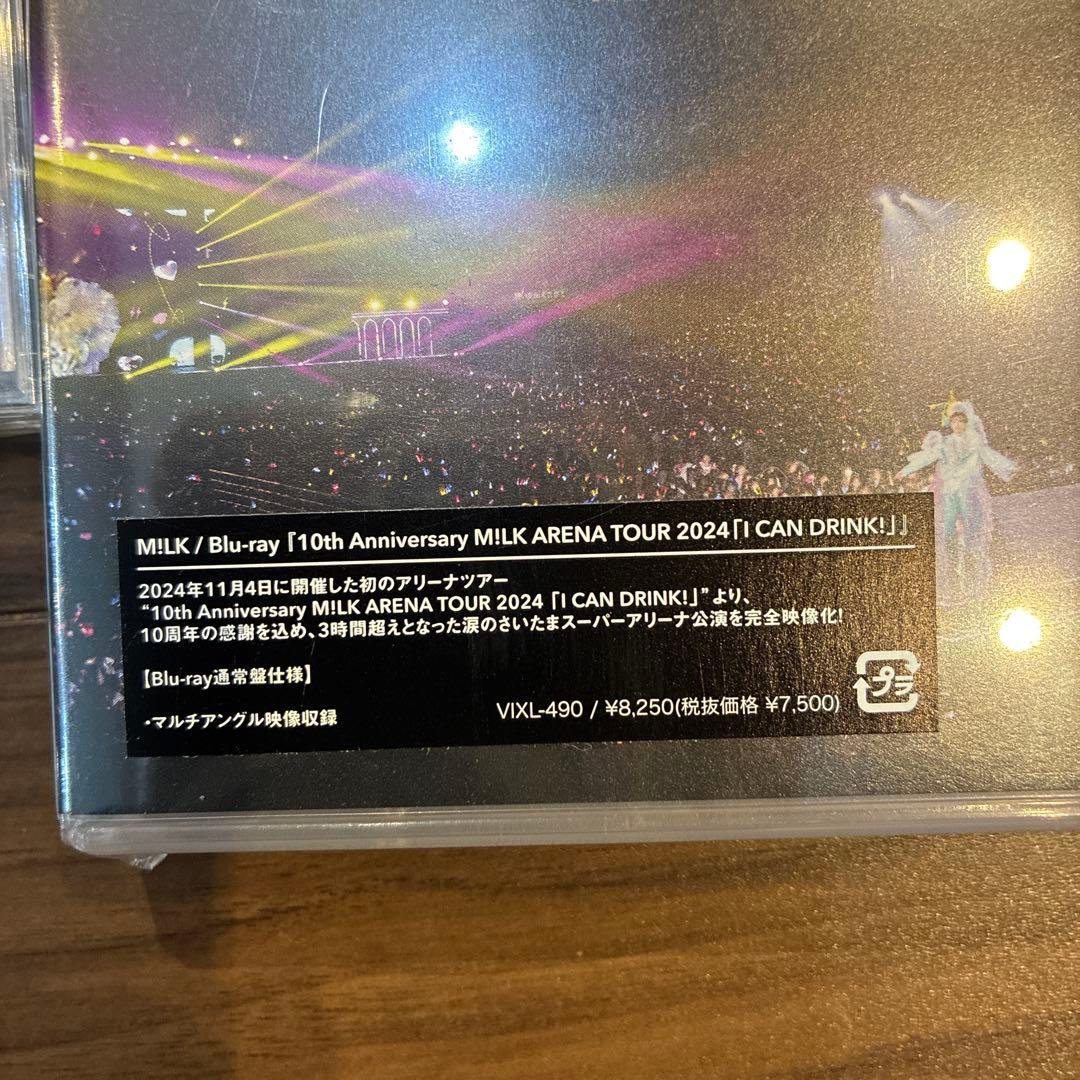 M!LK / Blu-ray『10th Anniversary M!LK ARENA TOUR 2024「I CAN DRINK!」』
2024年11月4日に開催した初のアリーナツアー
“10th Anniversary M!LK ARENA TOUR 2024 「I CAN DRINK!」”より、
10周年の感謝を込め、3時間超えとなった涙のさいたまスーパーアリーナ公演を完全映像化!
【Blu-ray通常盤仕様】
・マルチアングル映像収録
VIXL-490 / ¥8,250(税抜価格 ¥7,500)
プラ